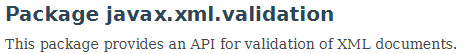 Package javax.xml.validation
This package provides an API for validation of XML documents.